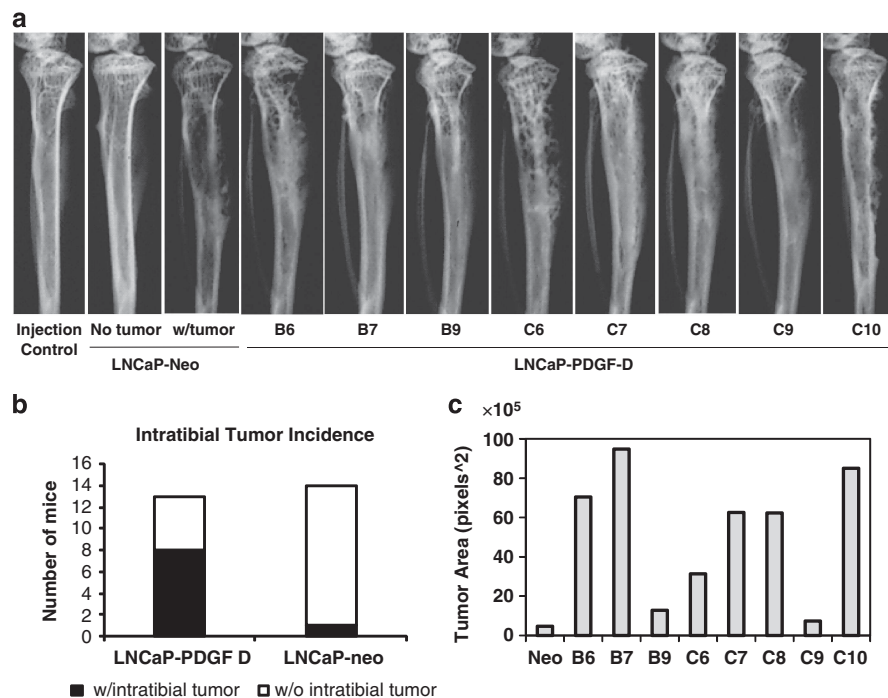 a
Injection Control
No tumor
w/tumor
B6
B7
B9
C6
C7
C8
C9
C10
LNCaP-Neo
LNCaP-PDGF-D
b
Intratibial Tumor Incidence
Number of mice
16
14
12
10
8
6
4
2
0
LNCaP-PDGF D
LNCaP-neo
w/intratibial tumor
w/o intratibial tumor
c
×10⁵
Tumor Area (pixels^2)
100
80
60
40
20
0
Neo B6 B7 B9 C6 C7 C8 C9 C10